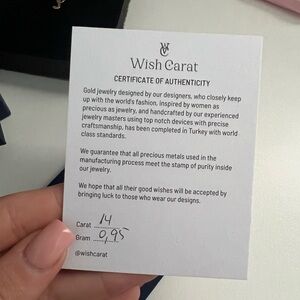 Wish Carat
CERTIFICATE OF AUTHENTICITY
Gold jewelry designed by our designers, who closely keep
up with the world's fashion, inspired by women as
precious as jewelry, and handcrafted by our experienced
jewelry masters using top notch devices with precise
craftsmanship, has been completed in Turkey with world
class standards.
We guarantee that all precious metals used in the
manufacturing process meet the stamp of purity inside
our jewelry.
We hope that all their good wishes will be accepted by
bringing luck to those who wear our designs.
Carat 14
Gram 0,95
@wishcarat